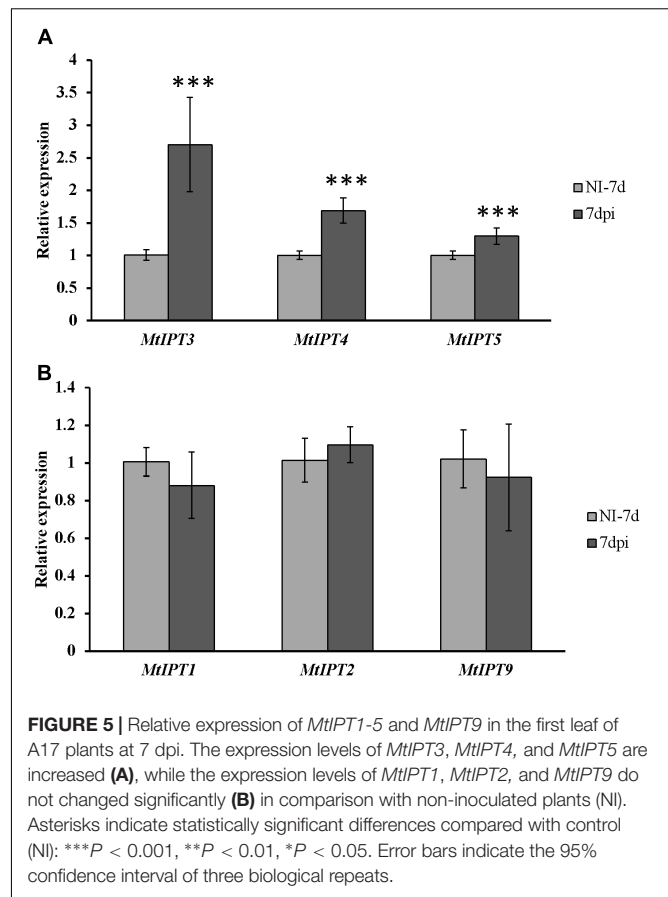 A
Relative expression
4
3.5
3
2.5
2
1.5
1
0.5
0
***
***
***
NI-7d
7dpi
MtIPT3 MtIPT4 MtIPT5
B
Relative expression
1.4
1.2
1
0.8
0.6
0.4
0.2
0
NI-7d
7dpi
MtIPT1 MtIPT2 MtIPT9
FIGURE 5 | Relative expression of MtIPT1-5 and MtIPT9 in the first leaf of
A17 plants at 7 dpi. The expression levels of MtIPT3, MtIPT4, and MtIPT5 are
increased (A), while the expression levels of MtIPT1, MtIPT2, and MtIPT9 do
not changed significantly (B) in comparison with non-inoculated plants (NI).
Asterisks indicate statistically significant differences compared with control
(NI): ***P < 0.001, **P < 0.01, *P < 0.05. Error bars indicate the 95%
confidence interval of three biological repeats.